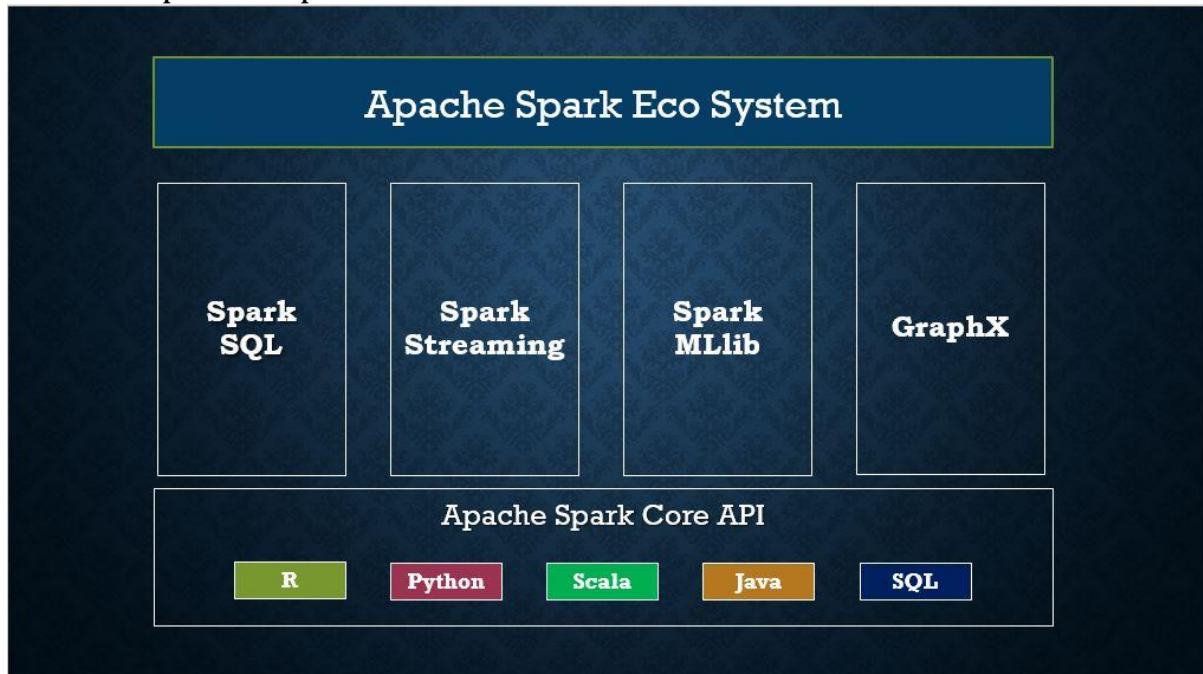 Apache Spark Eco System
Spark
SQL
Spark
Streaming
Spark
MLlib
GraphX
Apache Spark Core API
R
Python
Scala
Java
SQL